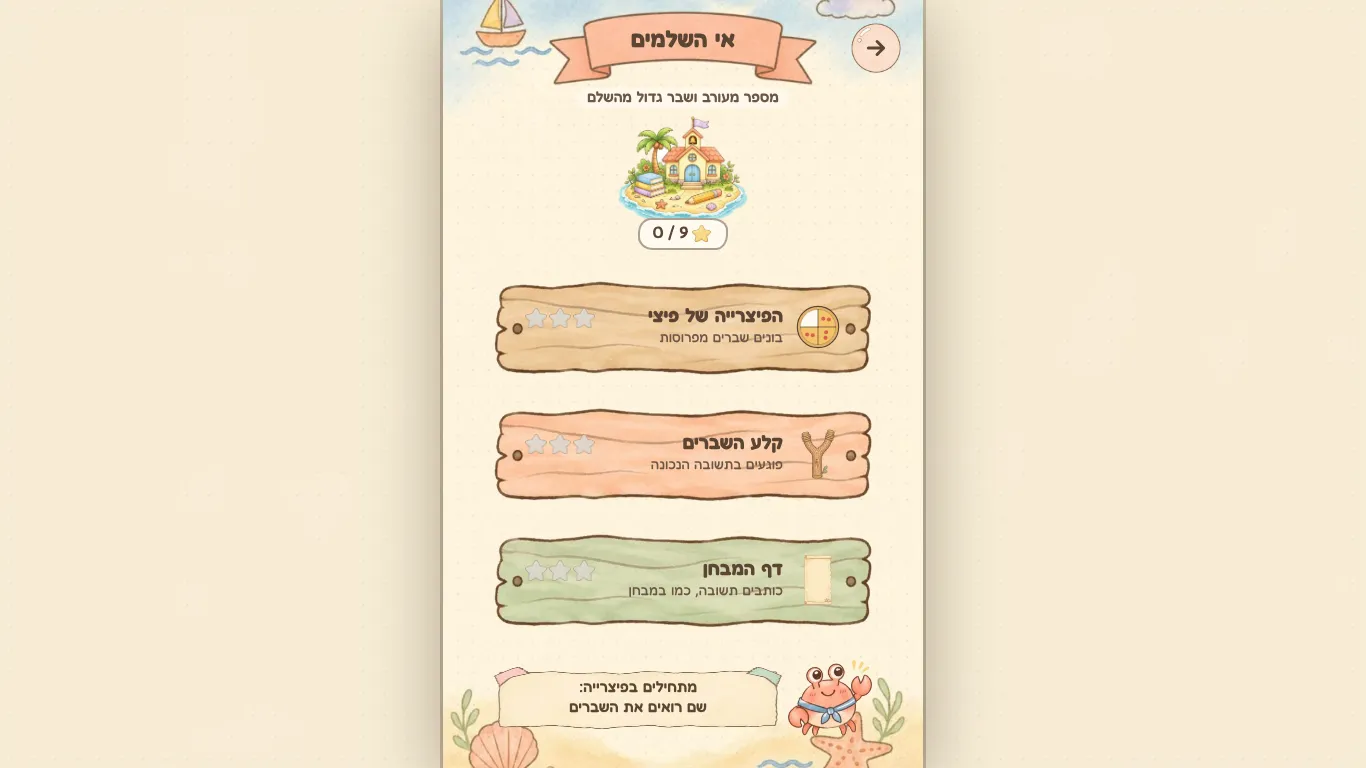 אי השלמים
מספר מעורב ושבר גדול מהשלם
0 / 9
הפיצרייה של פיצי
בונים שברים מפרוסות
קלע השברים
פוגעים בתשובה הנכונה
דף המבחן
כותבים תשובה, כמו במבחן
מתחילים בפיצרייה:
שם רואים את השברים